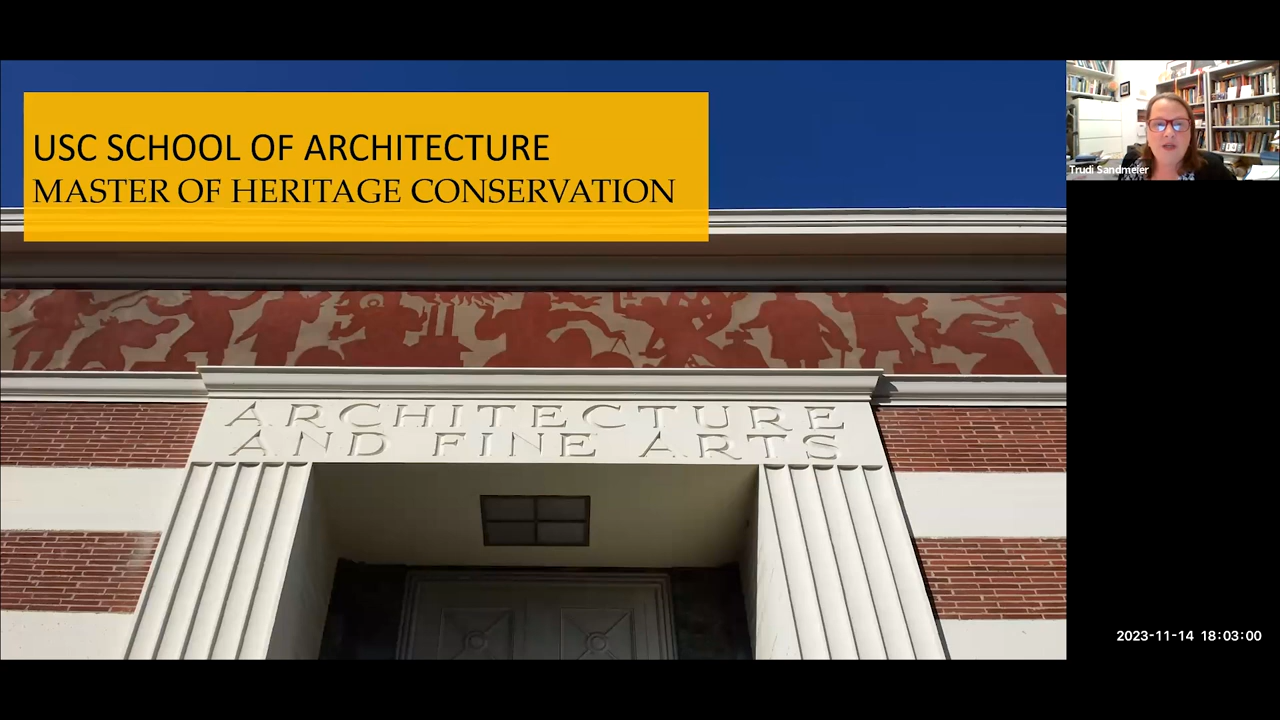 USC SCHOOL OF ARCHITECTURE
MASTER OF HERITAGE CONSERVATION
Trudi Sandmeier
ARCHITECTURE
AND FINE ARTS
2023-11-14 18:03:00